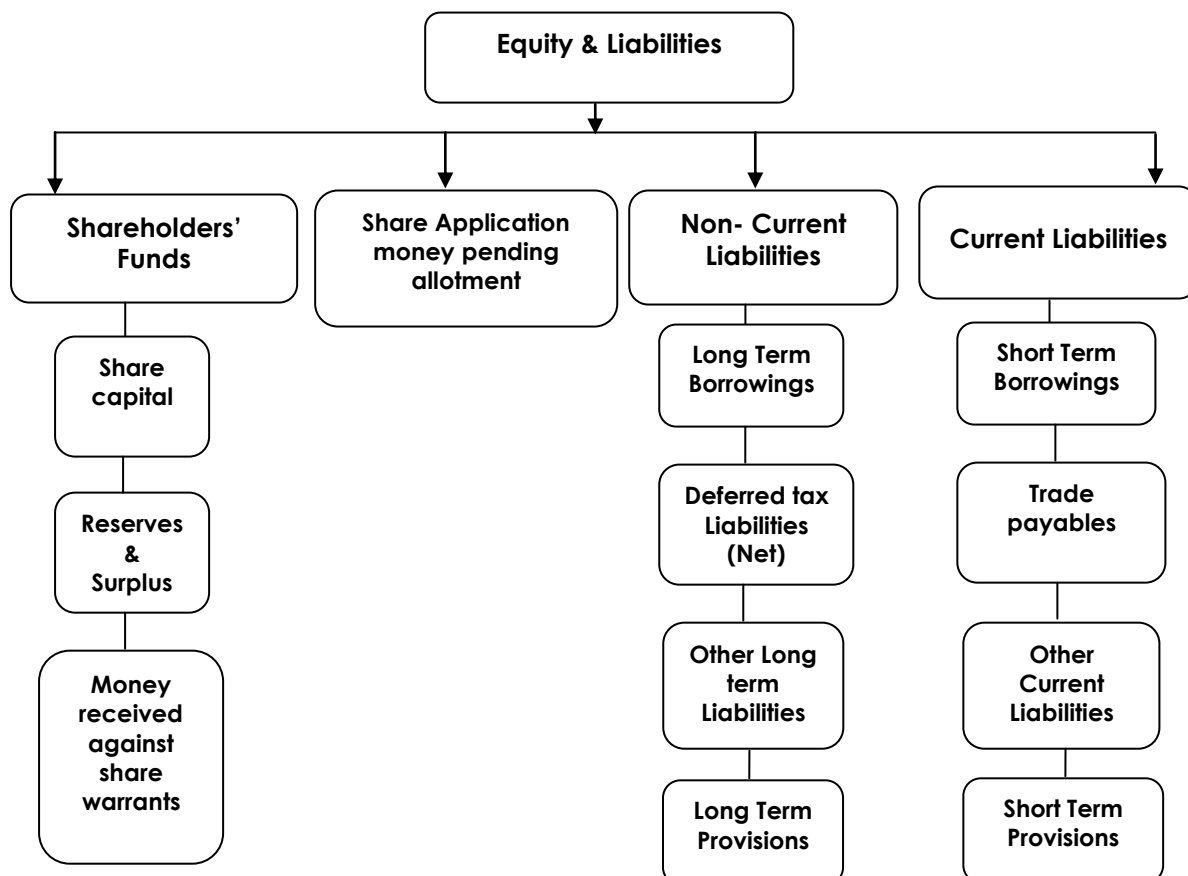 Equity & Liabilities
Shareholders'
Funds
Share Application
money pending
allotment
Non- Current
Liabilities
Current Liabilities
Share
capital
Reserves
&
Surplus
Money
received
against
share
warrants
Long Term
Borrowings
Deferred tax
Liabilities
(Net)
Other Long
term
Liabilities
Long Term
Provisions
Short Term
Borrowings
Trade
payables
Other
Current
Liabilities
Short Term
Provisions